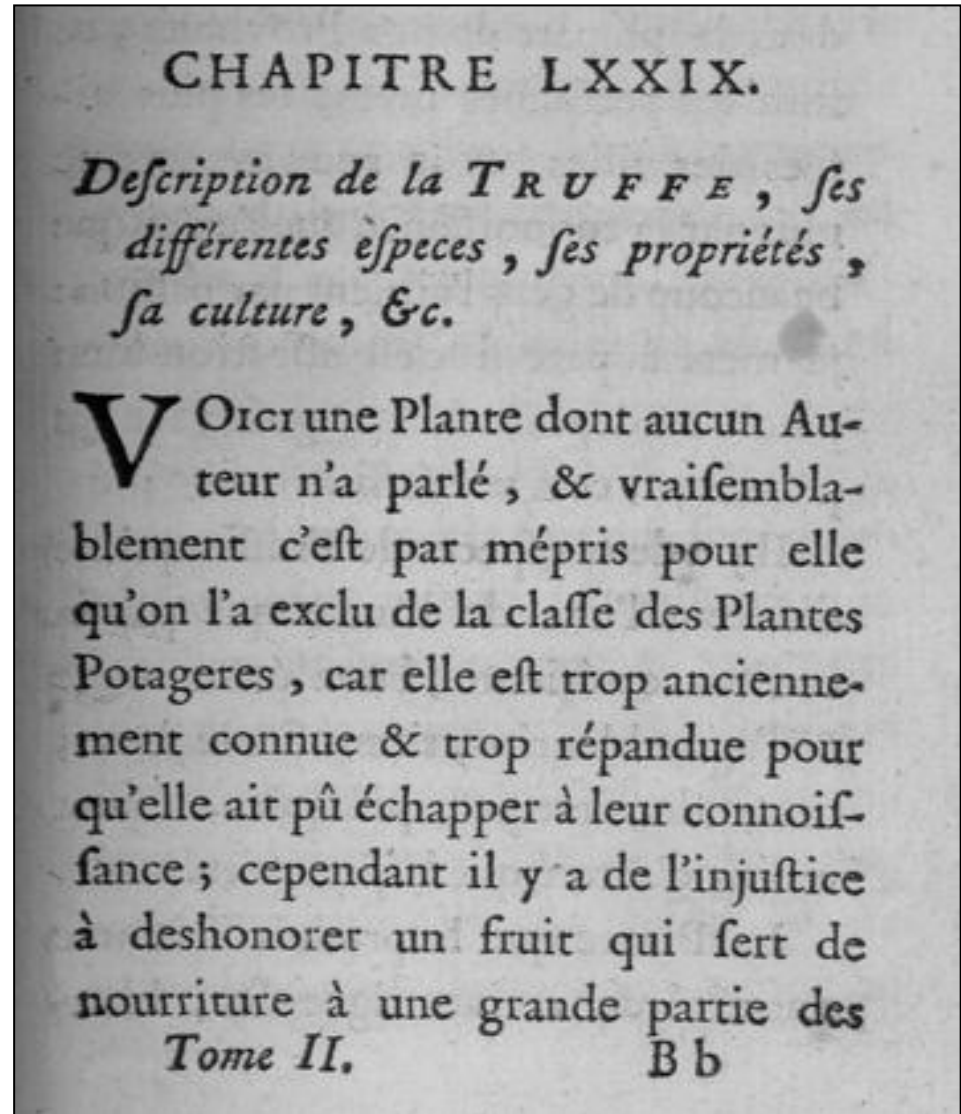 CHAPITRE LXXIX.
Deſcription de la TRUFFE, ſes
différentes eſpeces, ſes propriétés,
ſa culture, &c.
VOICI une Plante dont aucun Au-
teur n'a parlé, & vraiſembla-
blement c'eſt par mépris pour elle
qu'on l'a exclu de la claſſe des Plantes
Potageres, car elle eſt trop ancienne-
ment connue & trop répandue pour
qu'elle ait pû échapper à leur connoiſ-
ſance; cependant il y a de l'injuſtice
à deshonorer un fruit qui ſert de
nourriture à une grande partie des
Tome II. Bb